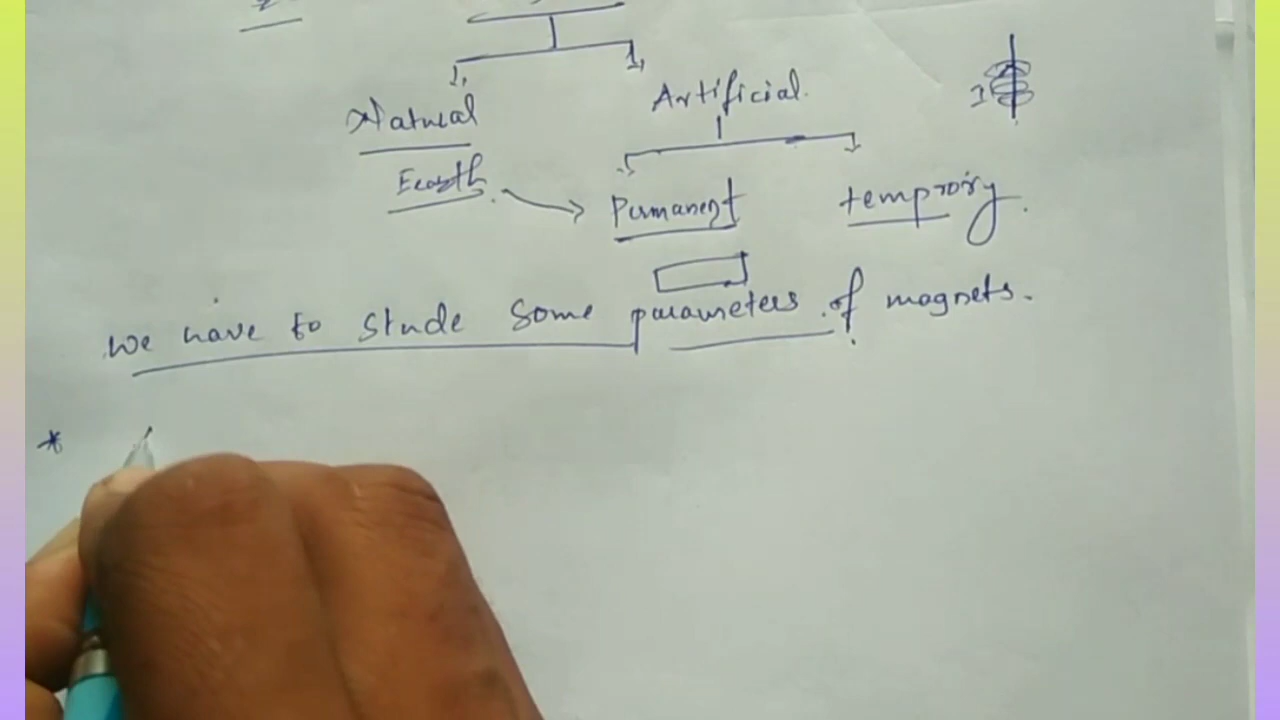 Natural
Artificial.
I
Earth.
Permanent
temprory.
we have to stude some parameters of magnets.
*